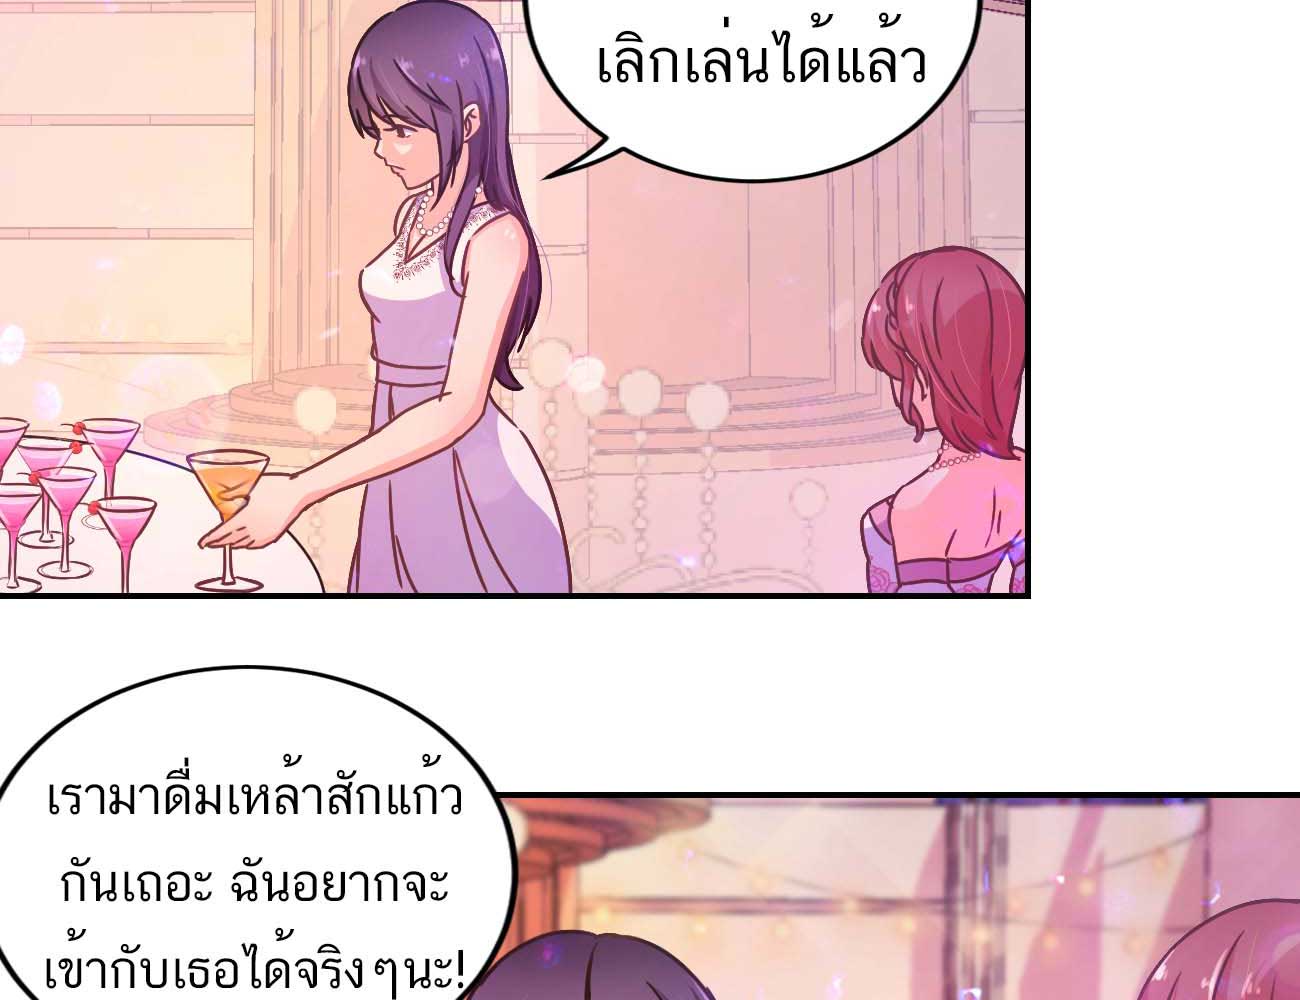 เลิกเล่นได้แล้ว
เรามาดื่มเหล้าสักแก้ว
กันเถอะ ฉันอยากจะ
เข้ากับเธอได้จริงๆนะ!